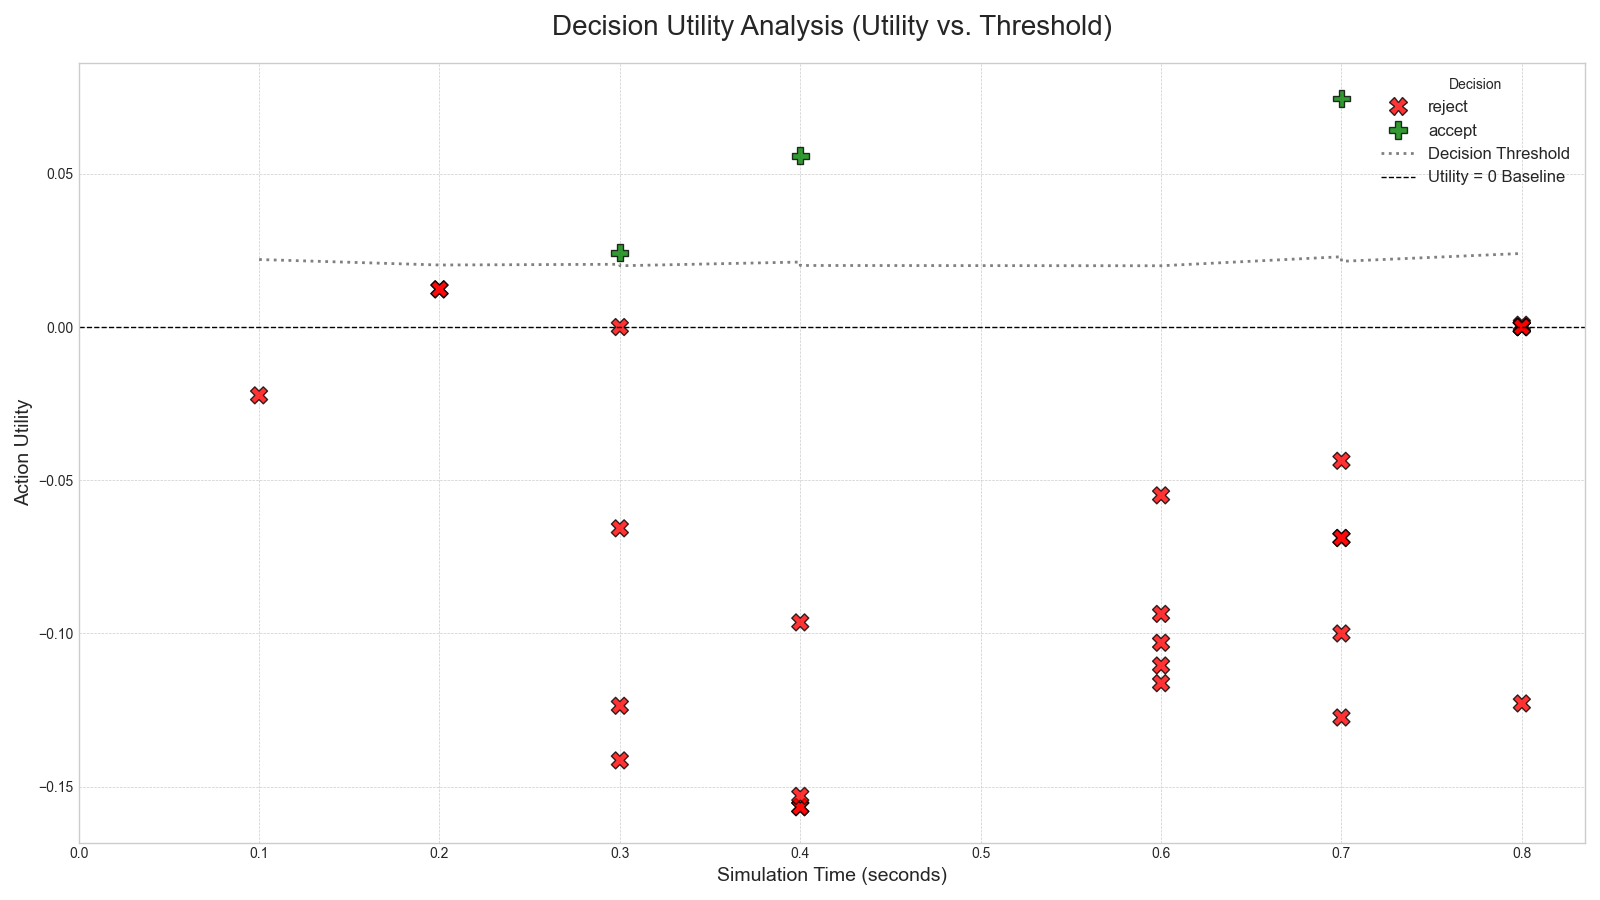 Decision Utility Analysis (Utility vs. Threshold)
Decision
reject
accept
Decision Threshold
Utility = 0 Baseline
0.05
0.00
−0.05
−0.10
−0.15
Action Utility
0.0 0.1 0.2 0.3 0.4 0.5 0.6 0.7 0.8
Simulation Time (seconds)